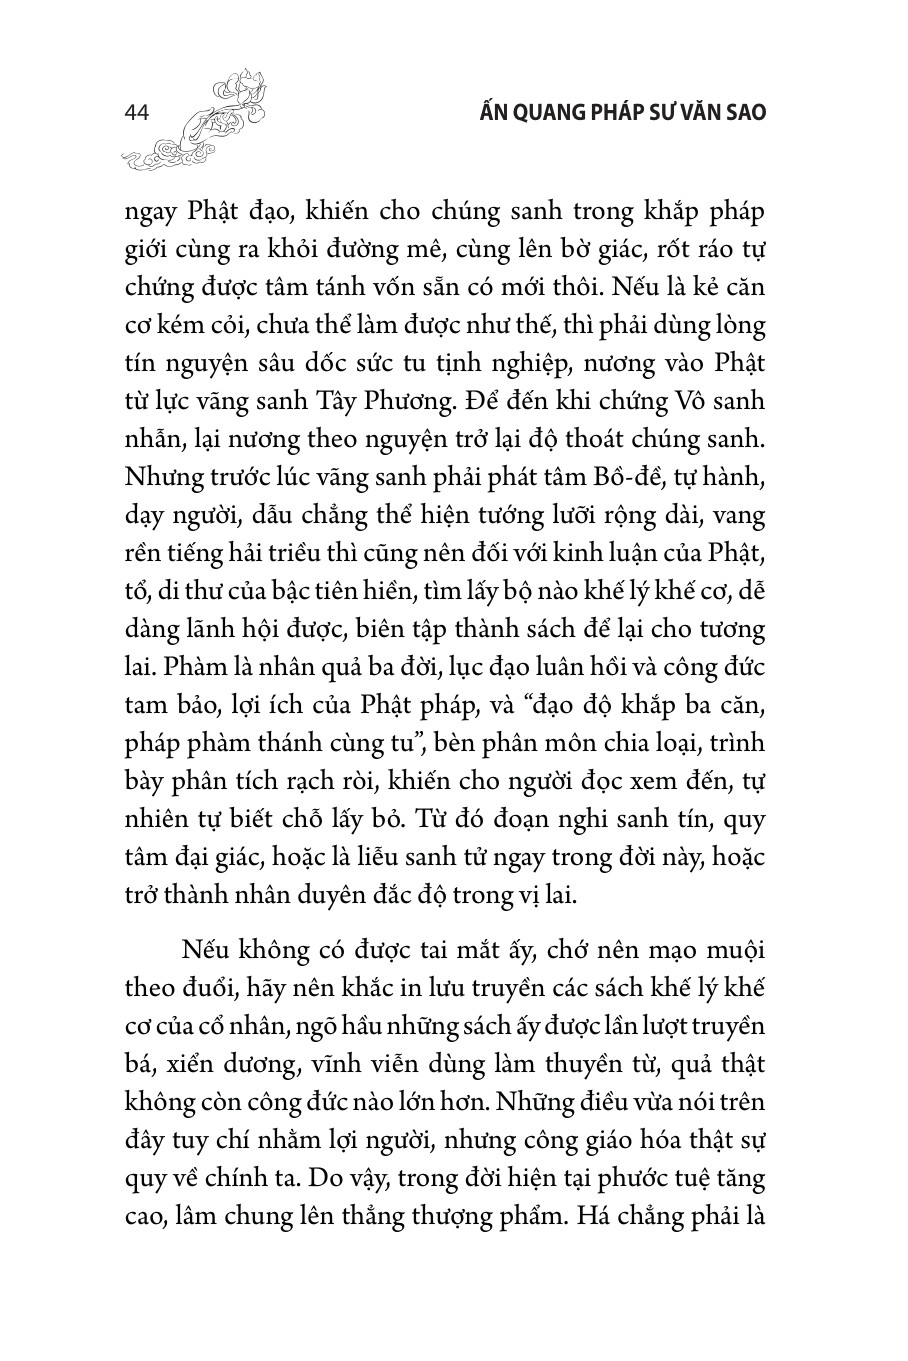 44
ẤN QUANG PHÁP SƯ VĂN SAO
ngay Phật đạo, khiến cho chúng sanh trong khắp pháp
giới cùng ra khỏi đường mê, cùng lên bờ giác, rốt ráo tự
chứng được tâm tánh vốn sẵn có mới thôi. Nếu là kẻ căn
cơ kém cỏi, chưa thể làm được như thế, thì phải dùng lòng
tín nguyện sâu dốc sức tu tịnh nghiệp, nương vào Phật
từ lực vãng sanh Tây Phương. Để đến khi chứng Vô sanh
nhẫn, lại nương theo nguyện trở lại độ thoát chúng sanh.
Nhưng trước lúc vãng sanh phải phát tâm Bồ-đề, tự hành,
dạy người, dẫu chẳng thể hiện tướng lưỡi rộng dài, vang
rền tiếng hải triều thì cũng nên đối với kinh luận của Phật,
tổ, di thư của bậc tiên hiền, tìm lấy bộ nào khế lý khế cơ, dễ
dàng lãnh hội được, biên tập thành sách để lại cho tương
lai. Phàm là nhân quả ba đời, lục đạo luân hồi và công đức
tam bảo, lợi ích của Phật pháp, và “đạo độ khắp ba căn,
pháp phàm thánh cùng tu”, bèn phân môn chia loại, trình
bày phân tích rạch ròi, khiến cho người đọc xem đến, tự
nhiên tự biết chỗ lấy bỏ. Từ đó đoạn nghi sanh tín, quy
tâm đại giác, hoặc là liễu sanh tử ngay trong đời này, hoặc
trở thành nhân duyên đắc độ trong vị lai.
Nếu không có được tai mắt ấy, chớ nên mạo muội
theo đuổi, hãy nên khắc in lưu truyền các sách khế lý khế
cơ của cổ nhân, ngõ hầu những sách ấy được lần lượt truyền
bá, xiển dương, vĩnh viễn dùng làm thuyền từ, quả thật
không còn công đức nào lớn hơn. Những điều vừa nói trên
đây tuy chí nhằm lợi người, nhưng công giáo hóa thật sự
quy về chính ta. Do vậy, trong đời hiện tại phước tuệ tăng
cao, lâm chung lên thẳng thượng phẩm. Há chẳng phải là